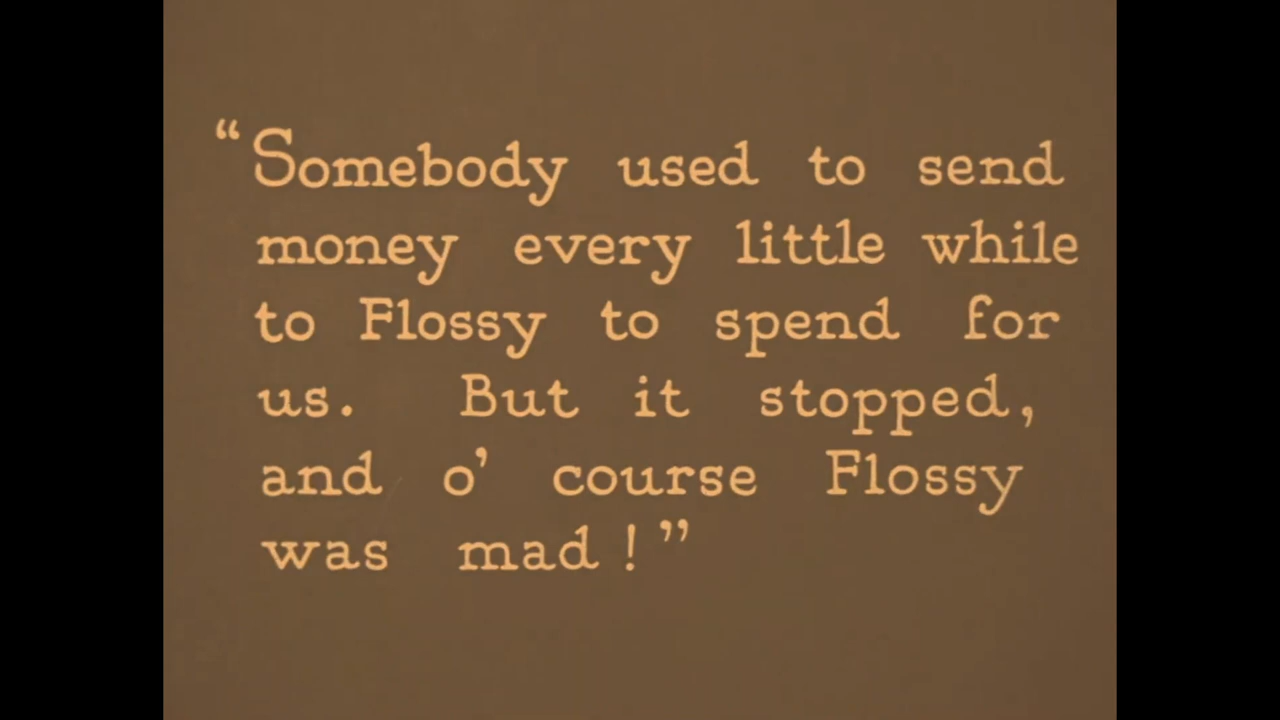 “Somebody used to send
money every little while
to Flossy to spend for
us. But it stopped,
and o’ course Flossy
was mad!”